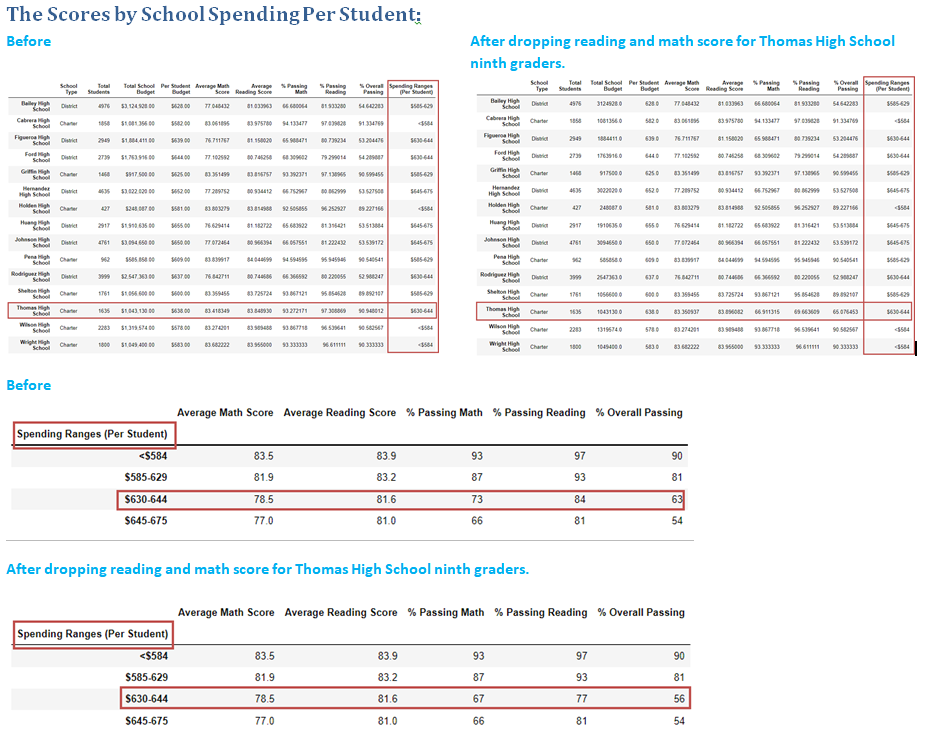 The Scores by School Spending Per Student:
Before
School Type Total Students Total School Budget Per Student Budget Average Math Score Average Reading Score % Passing Math % Passing Reading % Overall Passing Spending Ranges (Per Student)
Bailey High School District 4976 $3,124,928.00 $628.00 77.048432 81.033963 66.680064 81.933280 54.642283 $585-629
Cabrera High School Charter 1858 $1,081,356.00 $582.00 83.061895 83.975780 94.133477 97.039828 91.334769 <$584
Figueroa High School District 2949 $1,884,411.00 $639.00 76.711767 81.158020 65.988471 80.739234 53.204476 $630-644
Ford High School District 2739 $1,763,916.00 $644.00 77.102592 80.746258 68.309602 79.299014 54.289887 $630-644
Griffin High School Charter 1468 $917,500.00 $625.00 83.351499 83.816757 93.392371 97.138965 90.599455 $585-629
Hernandez High School District 4635 $3,022,020.00 $652.00 77.289752 80.934412 66.752967 80.862999 53.527508 $645-675
Holden High School Charter 427 $248,087.00 $581.00 83.803279 83.814988 92.505855 96.252927 89.227166 <$584
Huang High School District 2917 $1,910,635.00 $655.00 76.629414 81.182722 65.683922 81.316421 53.513884 $645-675
Johnson High School District 4761 $3,094,650.00 $650.00 77.072464 80.966394 66.057551 81.222432 53.539172 $645-675
Pena High School Charter 962 $585,858.00 $609.00 83.839917 84.044699 94.594595 95.945946 90.540541 $585-629
Rodriguez High School District 3999 $2,547,363.00 $637.00 76.842711 80.744686 66.366592 80.220055 52.988247 $630-644
Shelton High School Charter 1761 $1,056,600.00 $600.00 83.359455 83.725724 93.867121 95.854628 89.892107 $585-629
Thomas High School Charter 1635 $1,043,130.00 $638.00 83.418349 83.848930 93.272171 97.308869 90.948012 $630-644
Wilson High School Charter 2283 $1,319,574.00 $578.00 83.274201 83.989488 93.867718 96.539641 90.582567 <$584
Wright High School Charter 1800 $1,049,400.00 $583.00 83.682222 83.955000 93.333333 96.611111 90.333333 <$584
After dropping reading and math score for Thomas High School
ninth graders.
School Type Total Students Total School Budget Per Student Budget Average Math Score Average Reading Score % Passing Math % Passing Reading % Overall Passing Spending Ranges (Per Student)
Bailey High School District 4976 3124928.0 628.0 77.048432 81.033963 66.680064 81.933280 54.642283 $585-629
Cabrera High School Charter 1858 1081356.0 582.0 83.061895 83.975780 94.133477 97.039828 91.334769 <$584
Figueroa High School District 2949 1884411.0 639.0 76.711767 81.158020 65.988471 80.739234 53.204476 $630-644
Ford High School District 2739 1763916.0 644.0 77.102592 80.746258 68.309602 79.299014 54.289887 $630-644
Griffin High School Charter 1468 917500.0 625.0 83.351499 83.816757 93.392371 97.138965 90.599455 $585-629
Hernandez High School District 4635 3022020.0 652.0 77.289752 80.934412 66.752967 80.862999 53.527508 $645-675
Holden High School Charter 427 248087.0 581.0 83.803279 83.814988 92.505855 96.252927 89.227166 <$584
Huang High School District 2917 1910635.0 655.0 76.629414 81.182722 65.683922 81.316421 53.513884 $645-675
Johnson High School District 4761 3094650.0 650.0 77.072464 80.966394 66.057551 81.222432 53.539172 $645-675
Pena High School Charter 962 585858.0 609.0 83.839917 84.044699 94.594595 95.945946 90.540541 $585-629
Rodriguez High School District 3999 2547363.0 637.0 76.842711 80.744686 66.366592 80.220055 52.988247 $630-644
Shelton High School Charter 1761 1056600.0 600.0 83.359455 83.725724 93.867121 95.854628 89.892107 $585-629
Thomas High School Charter 1635 1043130.0 638.0 83.350937 83.896082 66.911315 69.663609 65.076453 $630-644
Wilson High School Charter 2283 1319574.0 578.0 83.274201 83.989488 93.867718 96.539641 90.582567 <$584
Wright High School Charter 1800 1049400.0 583.0 83.682222 83.955000 93.333333 96.611111 90.333333 <$584
Before
Average Math Score Average Reading Score % Passing Math % Passing Reading % Overall Passing
Spending Ranges (Per Student)
<$584 83.5 83.9 93 97 90
$585-629 81.9 83.2 87 93 81
$630-644 78.5 81.6 73 84 63
$645-675 77.0 81.0 66 81 54
After dropping reading and math score for Thomas High School ninth graders.
Average Math Score Average Reading Score % Passing Math % Passing Reading % Overall Passing
Spending Ranges (Per Student)
<$584 83.5 83.9 93 97 90
$585-629 81.9 83.2 87 93 81
$630-644 78.5 81.6 67 77 56
$645-675 77.0 81.0 66 81 54